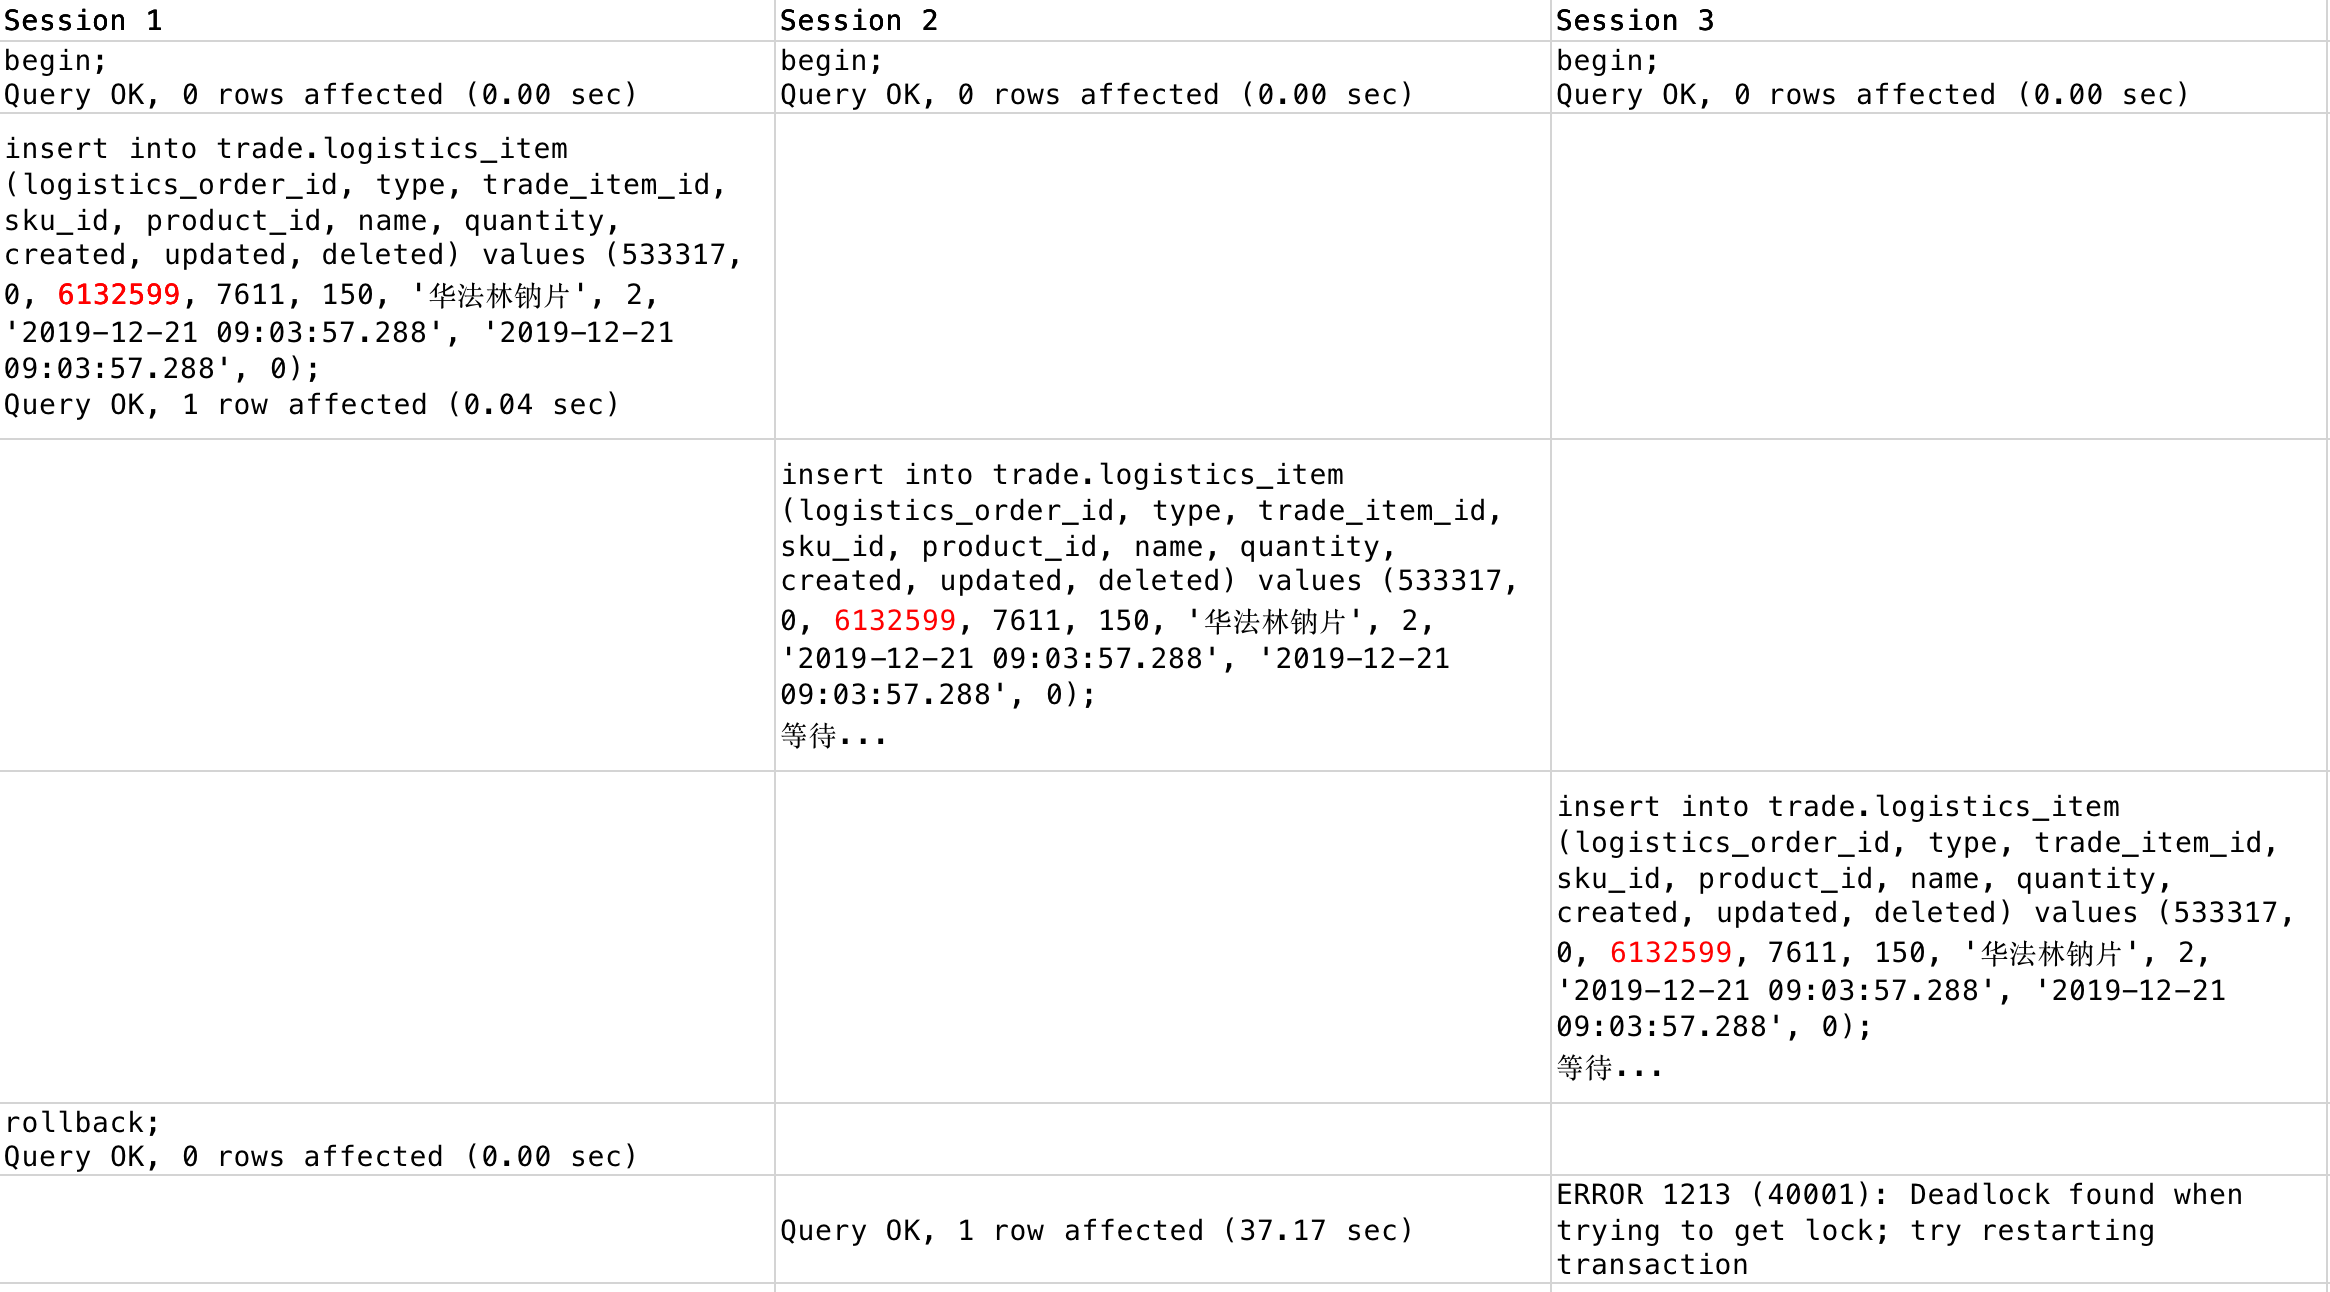 Session 1
Session 2
Session 3
begin;
Query OK, 0 rows affected (0.00 sec)
begin;
Query OK, 0 rows affected (0.00 sec)
begin;
Query OK, 0 rows affected (0.00 sec)
insert into trade.logistics_item
(logistics_order_id, type, trade_item_id,
sku_id, product_id, name, quantity,
created, updated, deleted) values (533317,
0, 6132599, 7611, 150, '华法林钠片', 2,
'2019-12-21 09:03:57.288', '2019-12-21
09:03:57.288', 0);
Query OK, 1 row affected (0.04 sec)
insert into trade.logistics_item
(logistics_order_id, type, trade_item_id,
sku_id, product_id, name, quantity,
created, updated, deleted) values (533317,
0, 6132599, 7611, 150, '华法林钠片', 2,
'2019-12-21 09:03:57.288', '2019-12-21
09:03:57.288', 0);
等待...
insert into trade.logistics_item
(logistics_order_id, type, trade_item_id,
sku_id, product_id, name, quantity,
created, updated, deleted) values (533317,
0, 6132599, 7611, 150, '华法林钠片', 2,
'2019-12-21 09:03:57.288', '2019-12-21
09:03:57.288', 0);
等待...
rollback;
Query OK, 0 rows affected (0.00 sec)
Query OK, 1 row affected (37.17 sec)
ERROR 1213 (40001): Deadlock found when
trying to get lock; try restarting
transaction